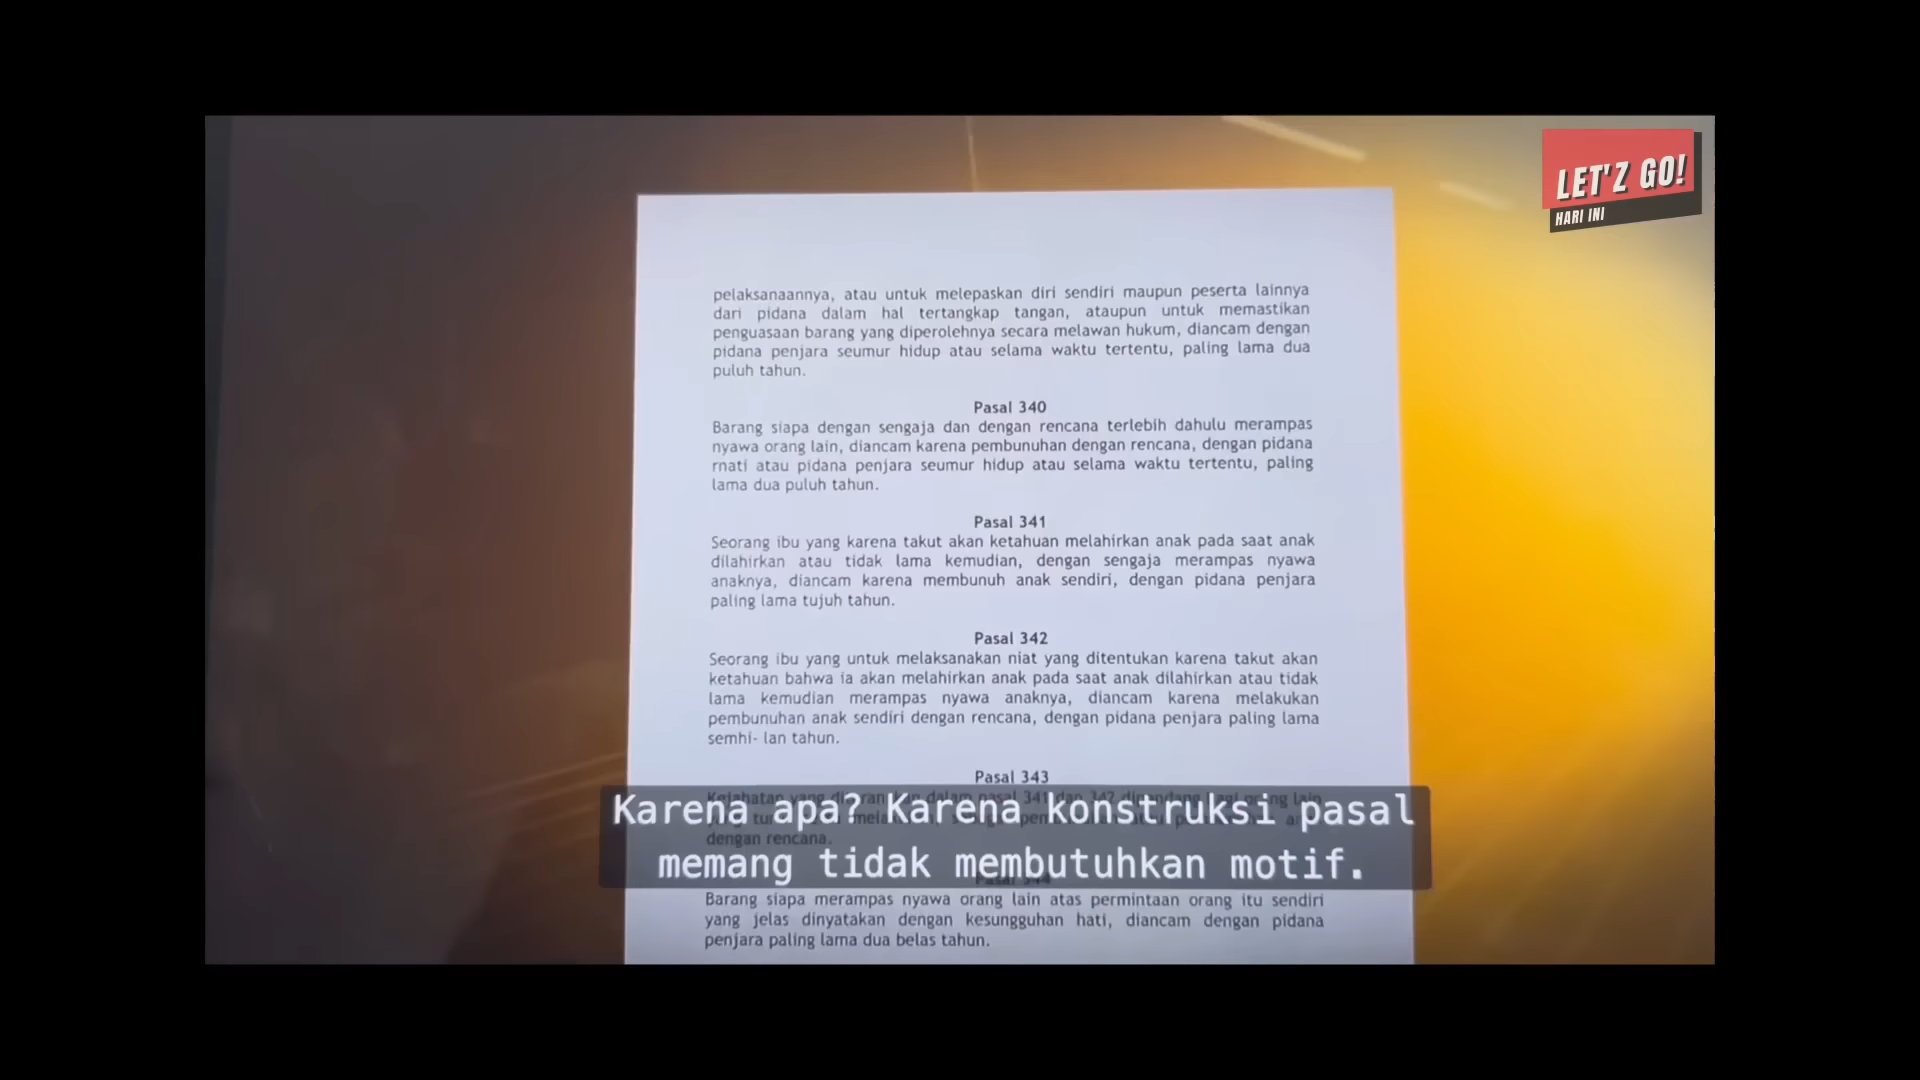 LET'Z GO!
HARI INI
pelaksanaannya, atau untuk melepaskan diri sendiri maupun peserta lainnya
dari pidana dalam hal tertangkap tangan, ataupun untuk memastikan
penguasaan barang yang diperolehnya secara melawan hukum, diancam dengan
pidana penjara seumur hidup atau selama waktu tertentu, paling lama dua
puluh tahun.
Pasal 340
Barang siapa dengan sengaja dan dengan rencana terlebih dahulu merampas
nyawa orang lain, diancam karena pembunuhan dengan rencana, dengan pidana
rnati atau pidana penjara seumur hidup atau selama waktu tertentu, paling
lama dua puluh tahun.
Pasal 341
Seorang ibu yang karena takut akan ketahuan melahirkan anak pada saat anak
dilahirkan atau tidak lama kemudian, dengan sengaja merampas nyawa
anaknya, diancam karena membunuh anak sendiri, dengan pidana penjara
paling lama tujuh tahun.
Pasal 342
Seorang ibu yang untuk melaksanakan niat yang ditentukan karena takut akan
ketahuan bahwa ia akan melahirkan anak pada saat anak dilahirkan atau tidak
lama kemudian merampas nyawa anaknya, diancam karena melakukan
pembunuhan anak sendiri dengan rencana, dengan pidana penjara paling lama
semhi- lan tahun.
Pasal 343
dengan rencana.
Karena apa? Karena konstruksi pasal
memang tidak membutuhkan motif.
Barang siapa merampas nyawa orang lain atas permintaan orang itu sendiri
yang jelas dinyatakan dengan kesungguhan hati, diancam dengan pidana
penjara paling lama dua belas tahun.